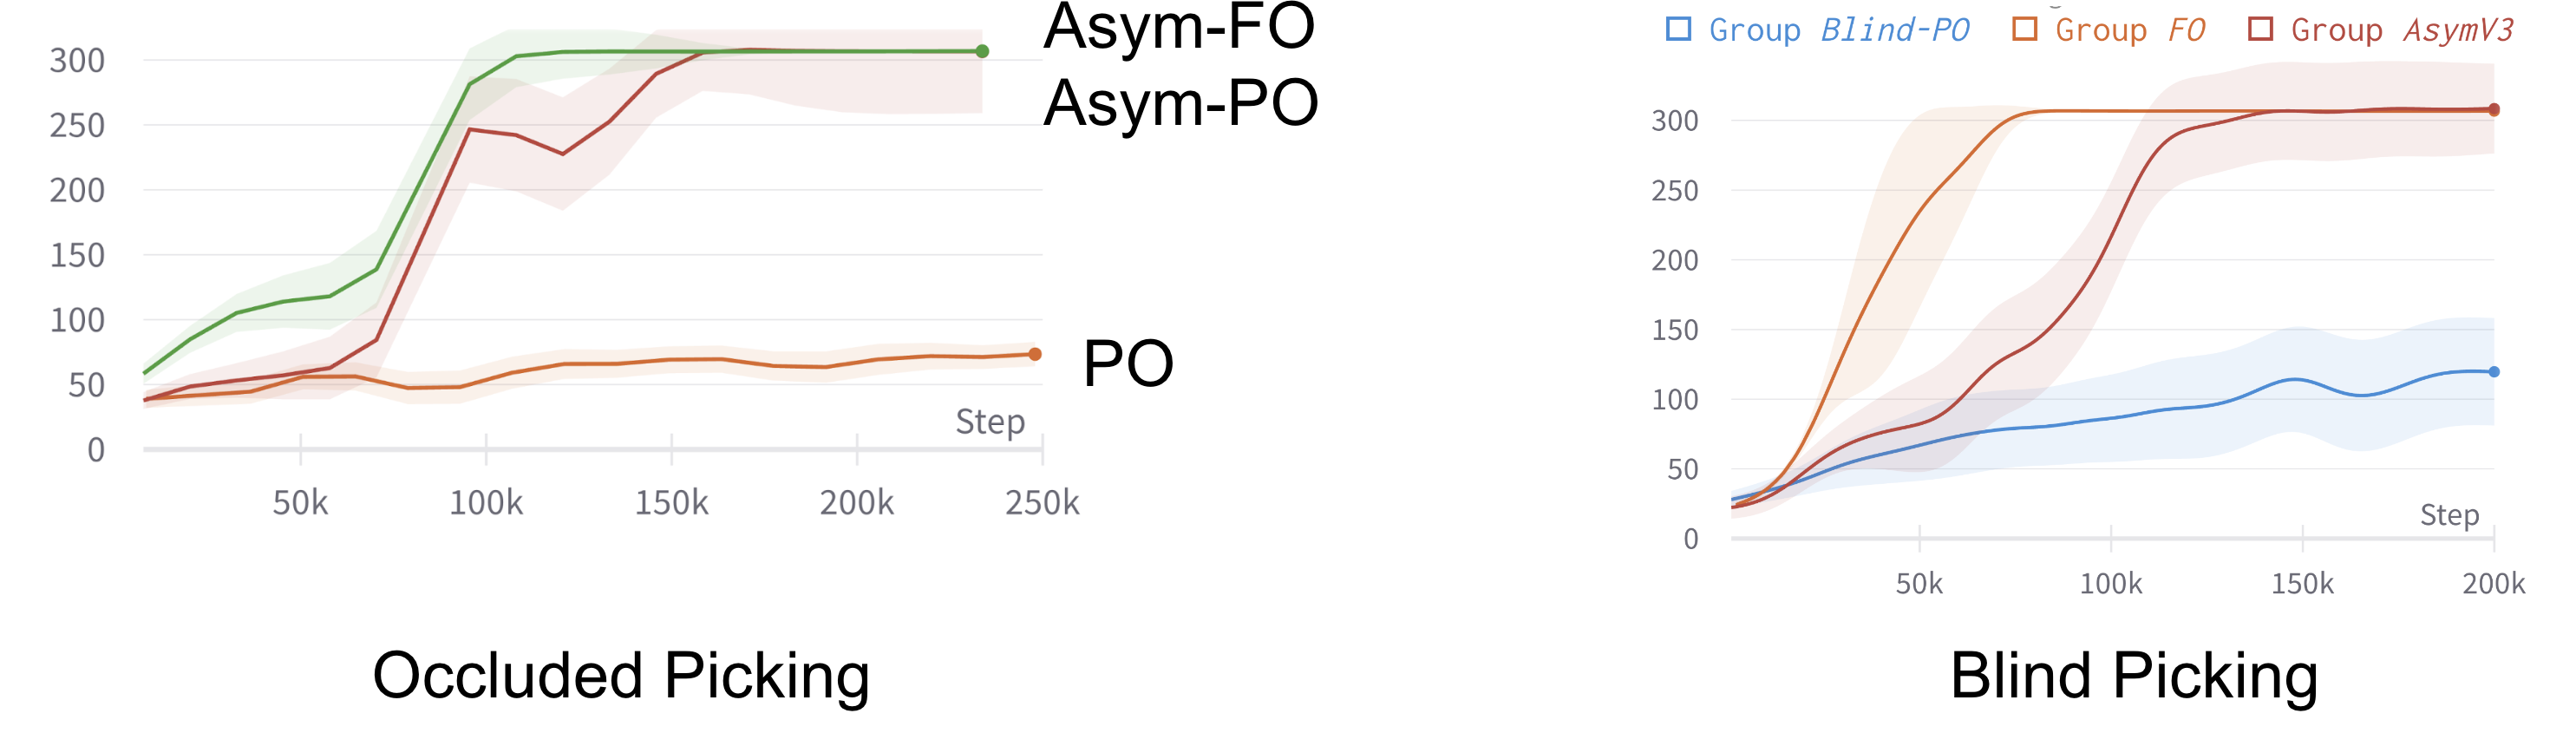 Asym-FO
Asym-PO
PO
300
250
200
150
100
50
0
Step
50k
100k
150k
200k
250k
Occluded Picking
Group Blind-PO
Group FO
Group AsymV3
300
250
200
150
100
50
0
Step
50k
100k
150k
200k
Blind Picking